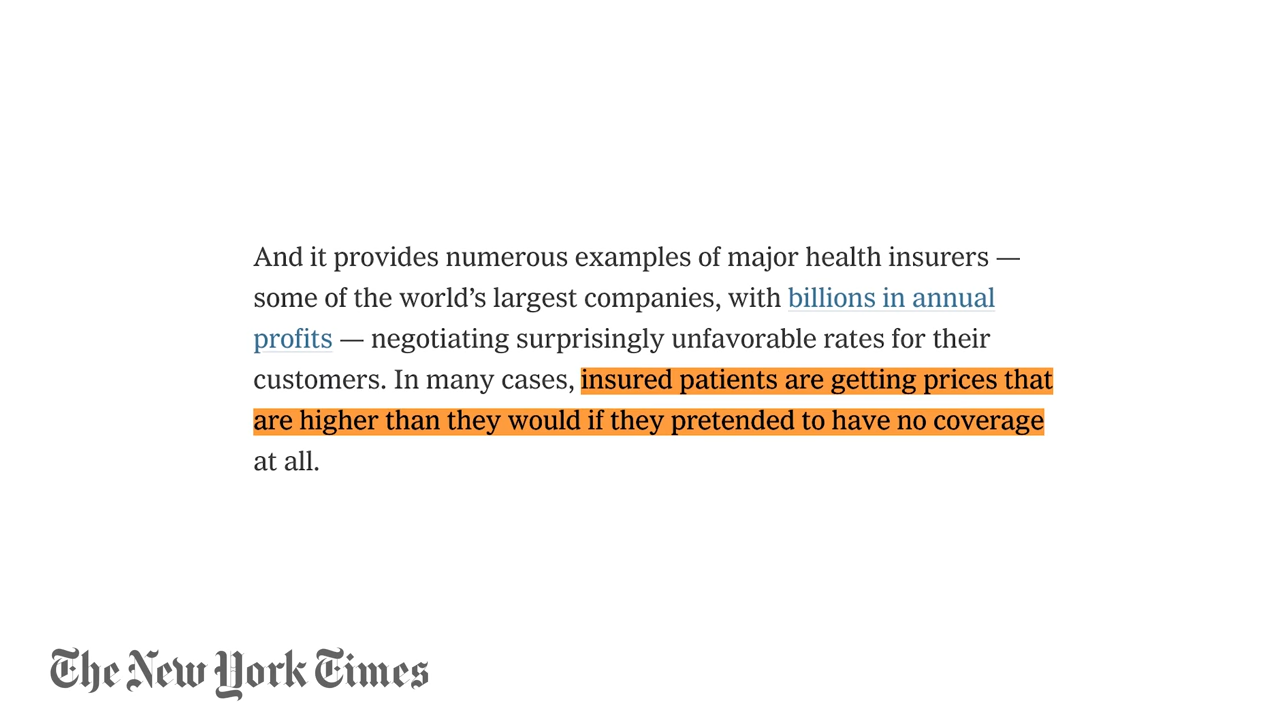 And it provides numerous examples of major health insurers —
some of the world’s largest companies, with billions in annual
profits — negotiating surprisingly unfavorable rates for their
customers. In many cases, insured patients are getting prices that
are higher than they would if they pretended to have no coverage
at all.
The New York Times